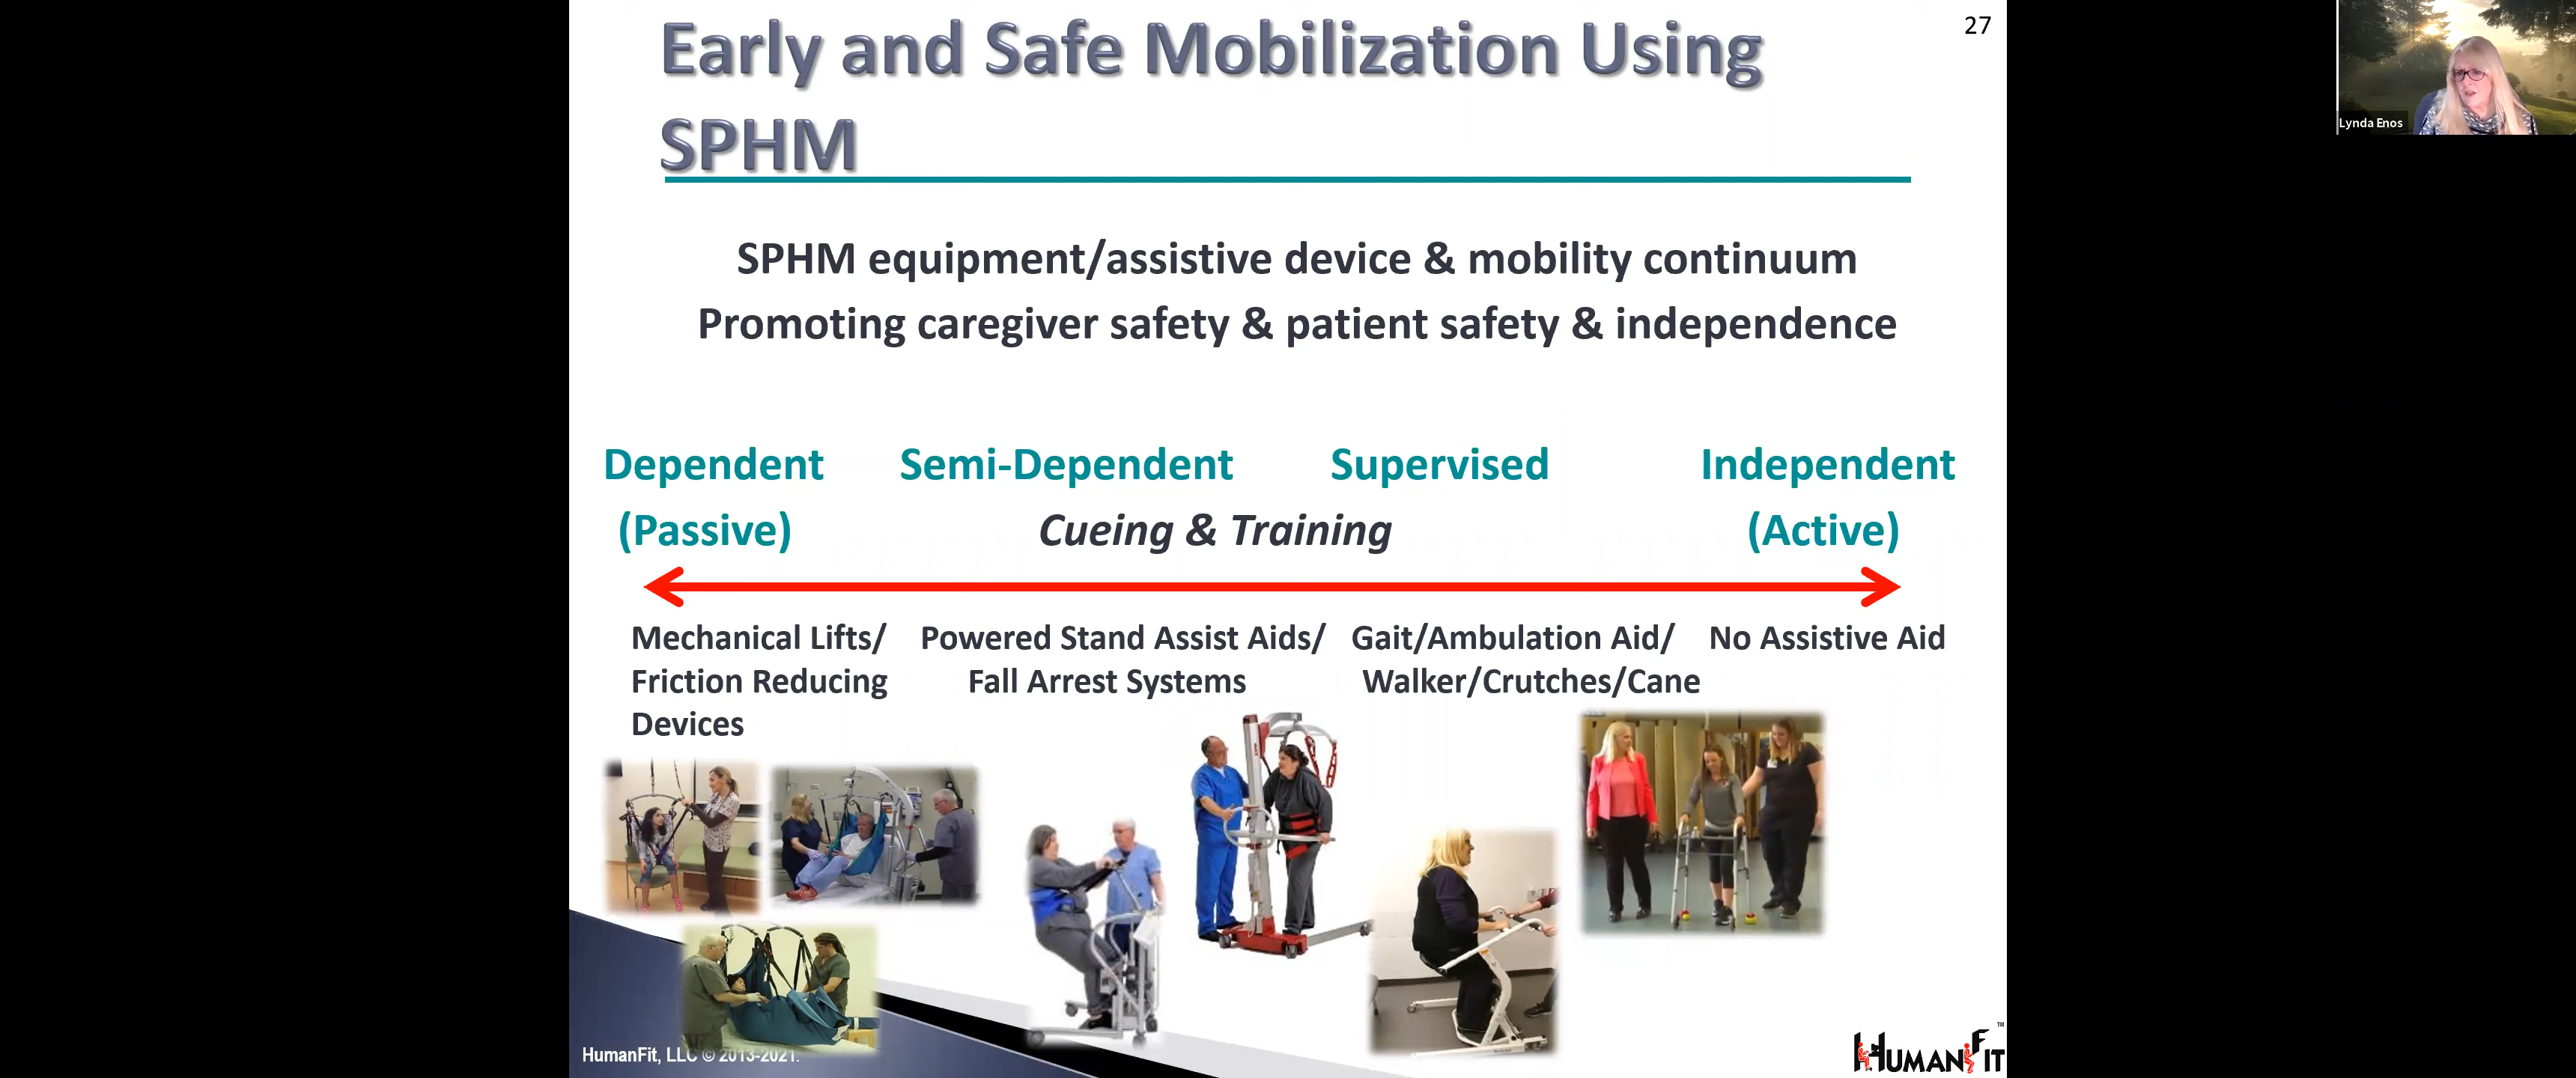 27
Early and Safe Mobilization Using
SPHM
Lynda Enos
SPHM equipment/assistive device & mobility continuum
Promoting caregiver safety & patient safety & independence
Dependent Semi-Dependent Supervised Independent
(Passive) Cueing & Training (Active)
Mechanical Lifts/ Powered Stand Assist Aids/ Gait/Ambulation Aid/ No Assistive Aid
Friction Reducing Fall Arrest Systems Walker/Crutches/Cane
Devices
HumanFit, LLC © 2013-2021.
HUMANFIT™